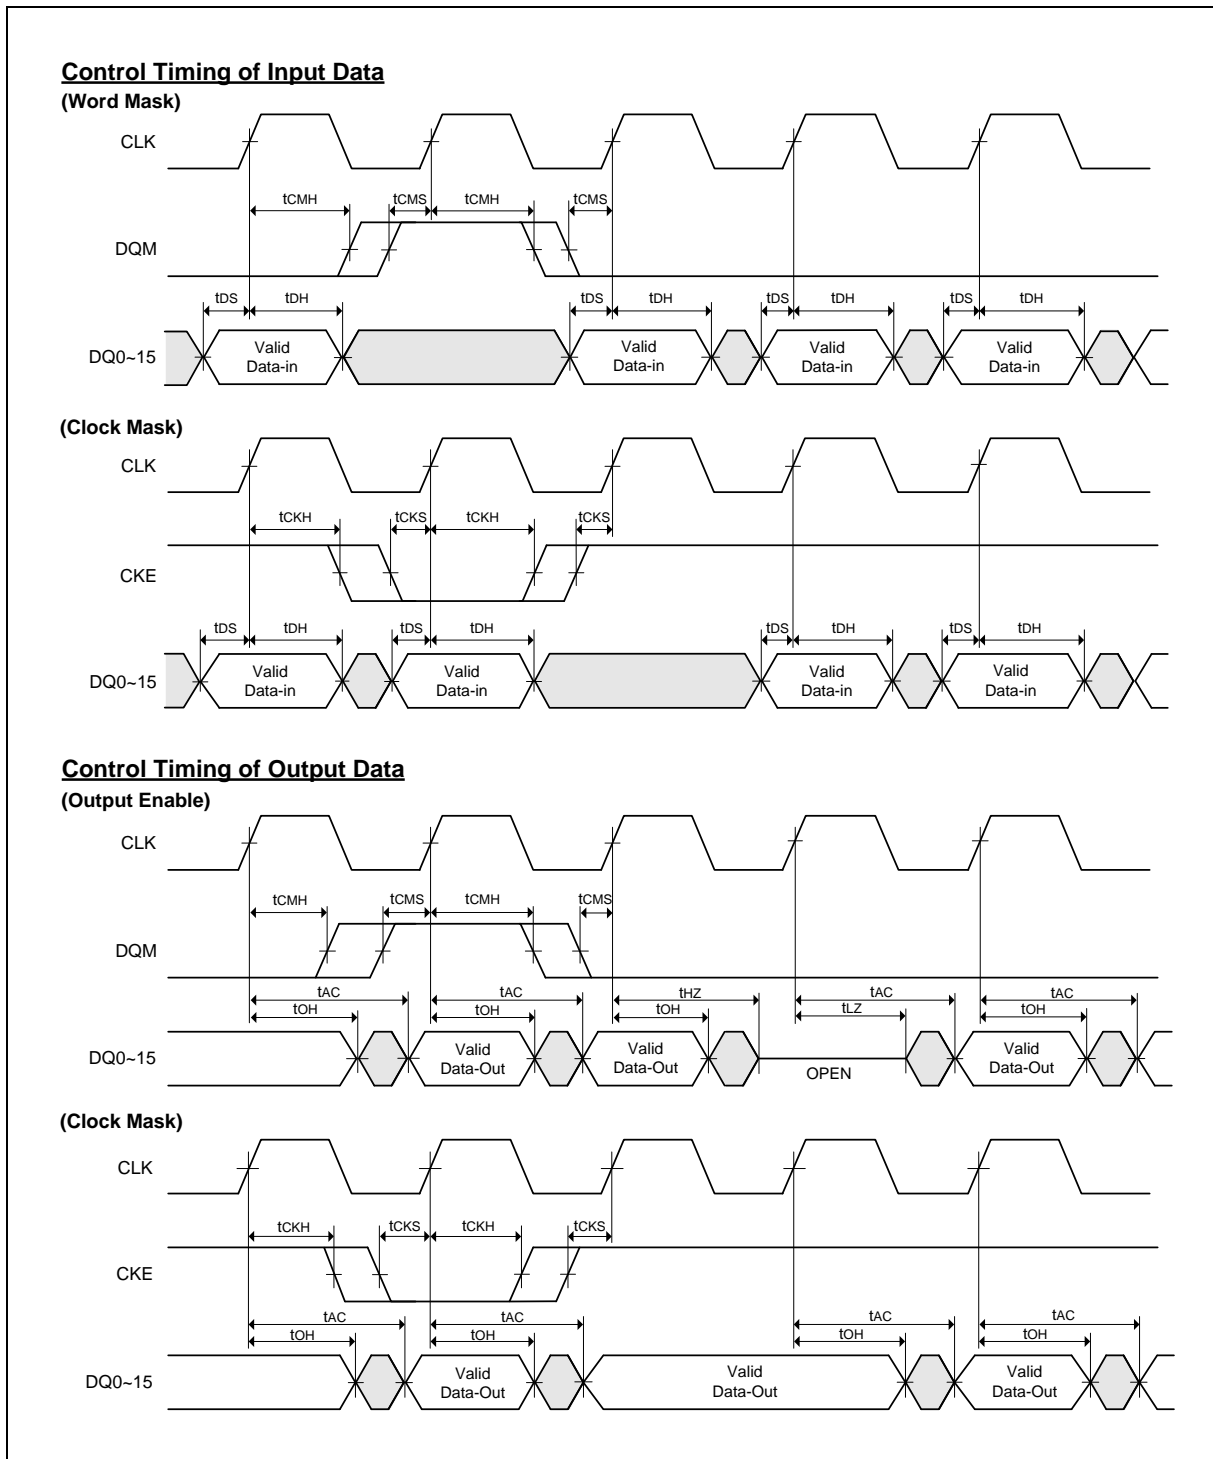 Control Timing of Input Data
(Word Mask)
CLK
tCMH tCMS tCMH tCMS
DQM
tDS tDH tDS tDH tDS tDH tDS tDH
DQ0~15
Valid Data-in
Valid Data-in
Valid Data-in
Valid Data-in
(Clock Mask)
CLK
tCKH tCKS tCKH tCKS
CKE
tDS tDH tDS tDH tDS tDH tDS tDH
DQ0~15
Valid Data-in
Valid Data-in
Valid Data-in
Valid Data-in
Control Timing of Output Data
(Output Enable)
CLK
tCMH tCMS tCMH tCMS
DQM
tAC tAC tHZ tAC tAC
tOH tOH tOH tLZ tOH
DQ0~15
Valid Data-Out
Valid Data-Out
OPEN
Valid Data-Out
(Clock Mask)
CLK
tCKH tCKS tCKH tCKS
CKE
tAC tAC tAC tAC
tOH tOH tOH tOH
DQ0~15
Valid Data-Out
Valid Data-Out
Valid Data-Out